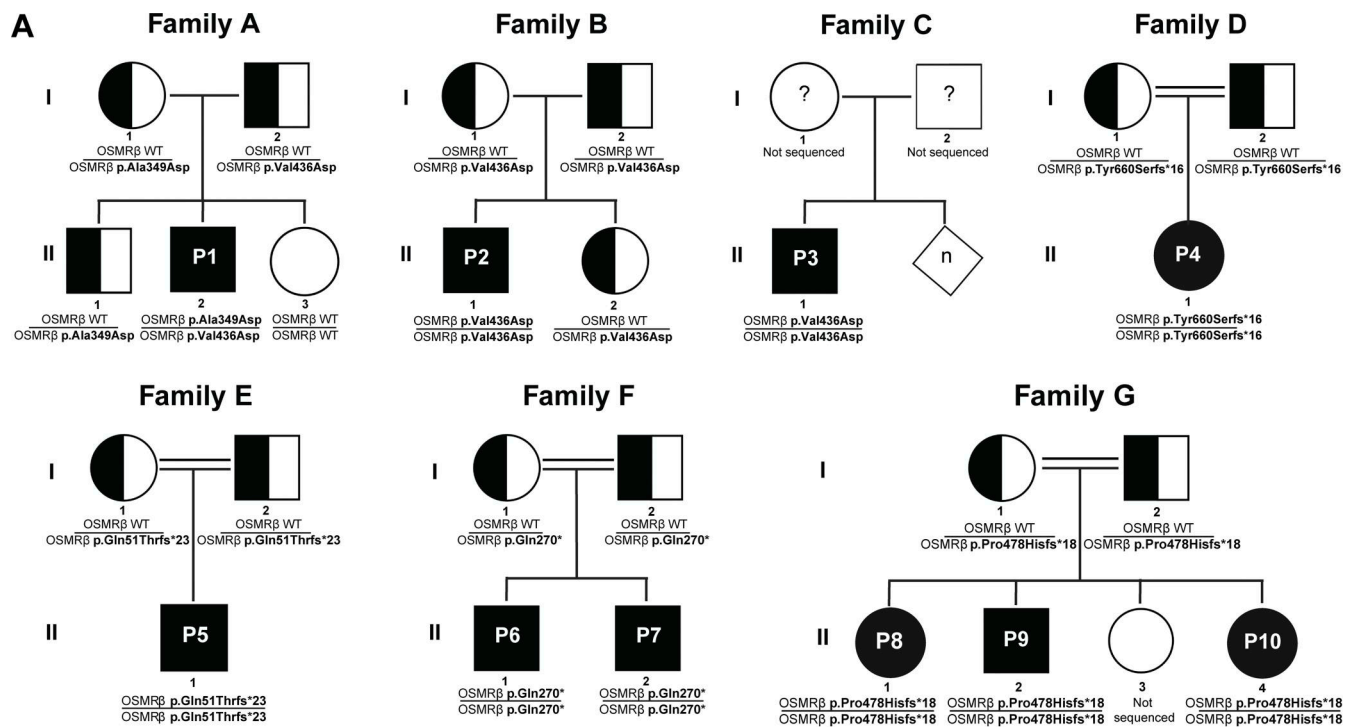 A
Family A
Family B
Family C
Family D
I
1
OSMRβ WT
OSMRβ p.Ala349Asp
2
OSMRβ WT
OSMRβ p.Val436Asp
II
1
OSMRβ WT
OSMRβ p.Ala349Asp
P1
2
OSMRβ p.Ala349Asp
OSMRβ p.Val436Asp
3
OSMRβ WT
OSMRβ WT
I
1
OSMRβ WT
OSMRβ p.Val436Asp
2
OSMRβ WT
OSMRβ p.Val436Asp
II
P2
1
OSMRβ p.Val436Asp
OSMRβ p.Val436Asp
2
OSMRβ WT
OSMRβ p.Val436Asp
I
?
1
Not sequenced
?
2
Not sequenced
II
P3
1
OSMRβ p.Val436Asp
OSMRβ p.Val436Asp
n
I
1
OSMRβ WT
OSMRβ p.Tyr660Serfs*16
2
OSMRβ WT
OSMRβ p.Tyr660Serfs*16
II
P4
1
OSMRβ p.Tyr660Serfs*16
OSMRβ p.Tyr660Serfs*16
Family E
Family F
Family G
I
1
OSMRβ WT
OSMRβ p.Gln51Thrfs*23
2
OSMRβ WT
OSMRβ p.Gln51Thrfs*23
II
P5
1
OSMRβ p.Gln51Thrfs*23
OSMRβ p.Gln51Thrfs*23
I
1
OSMRβ WT
OSMRβ p.Gln270*
2
OSMRβ WT
OSMRβ p.Gln270*
II
P6
1
OSMRβ p.Gln270*
OSMRβ p.Gln270*
P7
2
OSMRβ p.Gln270*
OSMRβ p.Gln270*
I
1
OSMRβ WT
OSMRβ p.Pro478Hisfs*18
2
OSMRβ WT
OSMRβ p.Pro478Hisfs*18
II
P8
1
OSMRβ p.Pro478Hisfs*18
OSMRβ p.Pro478Hisfs*18
P9
2
OSMRβ p.Pro478Hisfs*18
OSMRβ p.Pro478Hisfs*18
3
Not
sequenced
P10
4
OSMRβ p.Pro478Hisfs*18
OSMRβ p.Pro478Hisfs*18